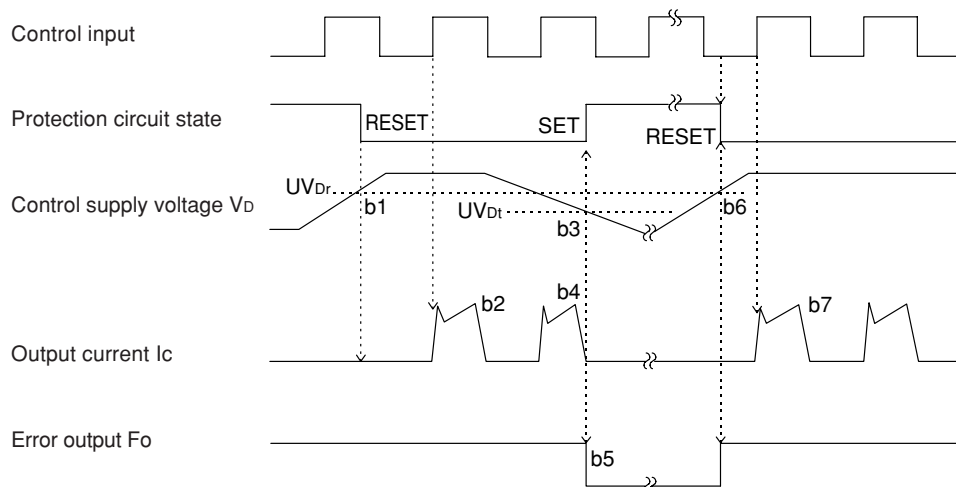 Control input
Protection circuit state
RESET
SET
RESET
UVDr
Control supply voltage VD
b1
UVDt
b3
b6
b2
b4
b7
Output current Ic
Error output Fo
b5